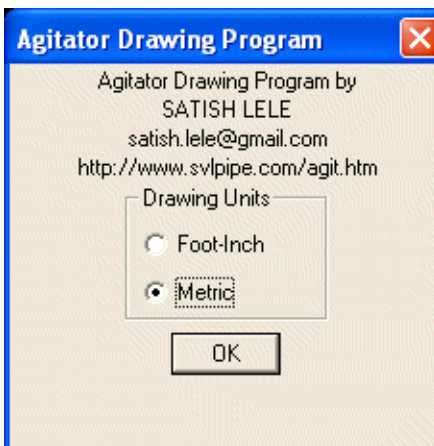 Agitator Drawing Program
Agitator Drawing Program by
SATISH LELE
satish.lele@gmail.com
http://www.svlpipe.com/agit.htm
Drawing Units
Foot-Inch
Metric
OK